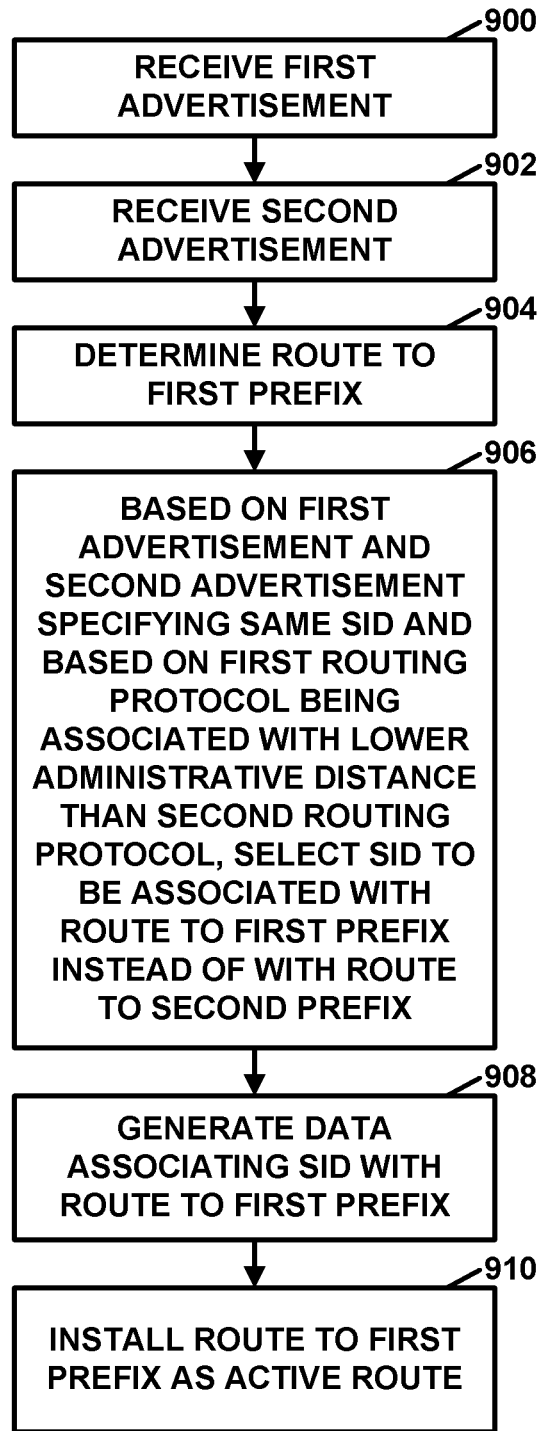 900
RECEIVE FIRST
ADVERTISEMENT
902
RECEIVE SECOND
ADVERTISEMENT
904
DETERMINE ROUTE TO
FIRST PREFIX
906
BASED ON FIRST
ADVERTISEMENT AND
SECOND ADVERTISEMENT
SPECIFYING SAME SID AND
BASED ON FIRST ROUTING
PROTOCOL BEING
ASSOCIATED WITH LOWER
ADMINISTRATIVE DISTANCE
THAN SECOND ROUTING
PROTOCOL, SELECT SID TO
BE ASSOCIATED WITH
ROUTE TO FIRST PREFIX
INSTEAD OF WITH ROUTE
TO SECOND PREFIX
908
GENERATE DATA
ASSOCIATING SID WITH
ROUTE TO FIRST PREFIX
910
INSTALL ROUTE TO FIRST
PREFIX AS ACTIVE ROUTE